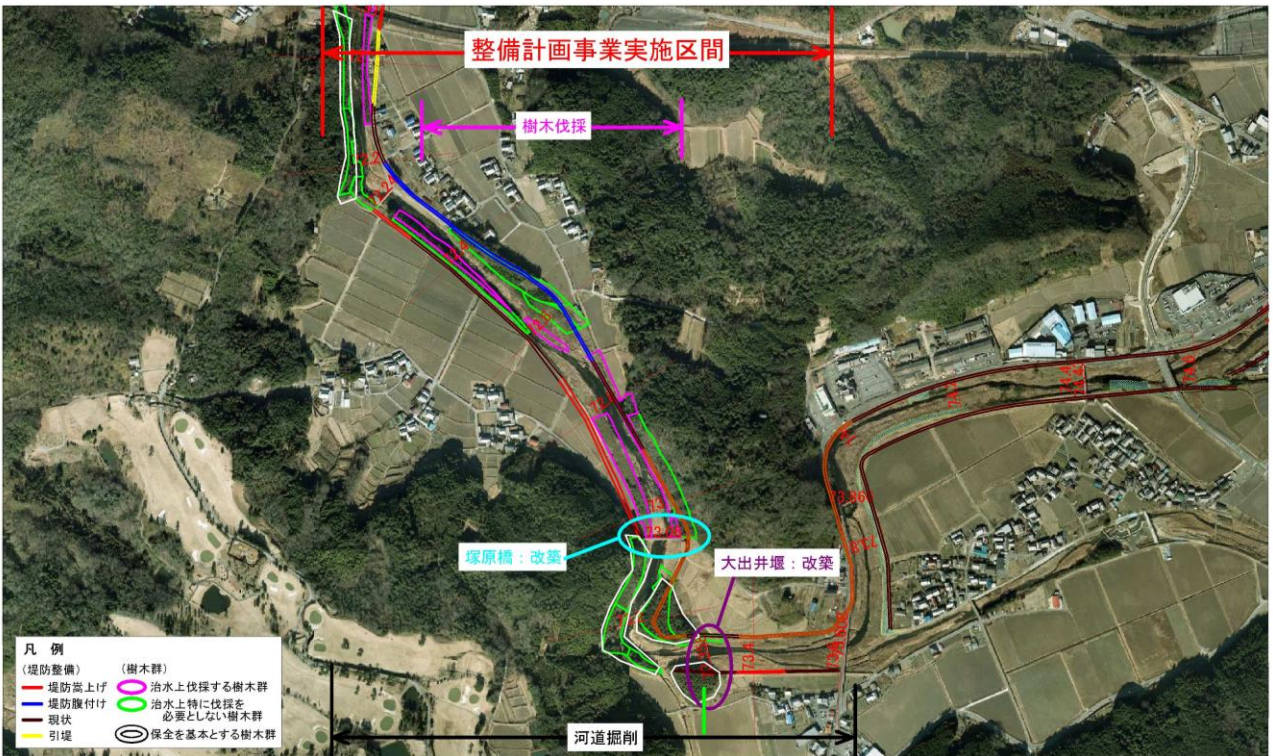 整備計画事業実施区間
樹木伐採
塚原橋：改築
大出井堰：改築
73.8
73.4
凡　例
（堤防整備）　（樹木群）
堤防嵩上げ　治水上伐採する樹木群
堤防腹付け　治水上特に伐採を
現状　必要としない樹木群
引堤　保全を基本とする樹木群
河道掘削